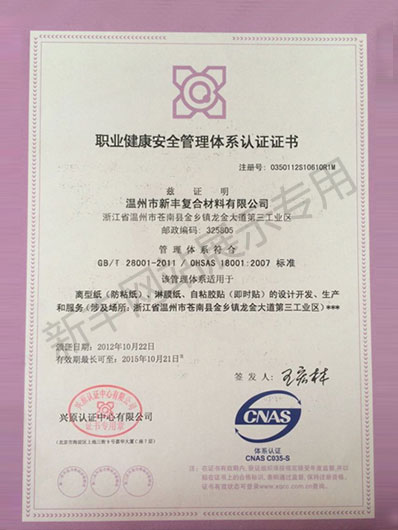 职业健康安全管理体系认证证书
注册号: 0350112S10610R1M
兹 证 明
温州市新丰复合材料有限公司
浙江省温州市苍南县金乡镇龙金大道第三工业区
邮政编码: 325805
管理体系符合
GB/T 28001-2011 / OHSAS 18001:2007 标准
该管理体系适用于
离型纸（防粘纸）、淋膜纸、自粘胶贴（即时贴）的设计开发、生产
和服务(涉及场所:浙江省温州市苍南县金乡镇龙金大道第三工业区)***
颁证日期: 2012年10月22日
有效期最长可至: 2015年10月21日
签发人:
兴原认证中心有限公司
证书专用章
CNAS
体系认证
CNAS C035-S